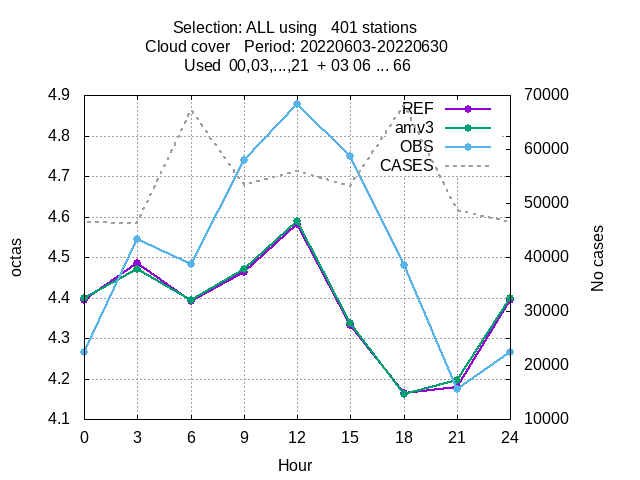 Selection: ALL using   401 stations
Cloud cover   Period: 20220603-20220630
Used  00,03,...,21  + 03 06 ... 66
4.9
4.8
4.7
4.6
4.5
4.4
4.3
4.2
4.1
octas
70000
60000
50000
40000
30000
20000
10000
No cases
REF
amv3
OBS
CASES
0 3 6 9 12 15 18 21 24
Hour